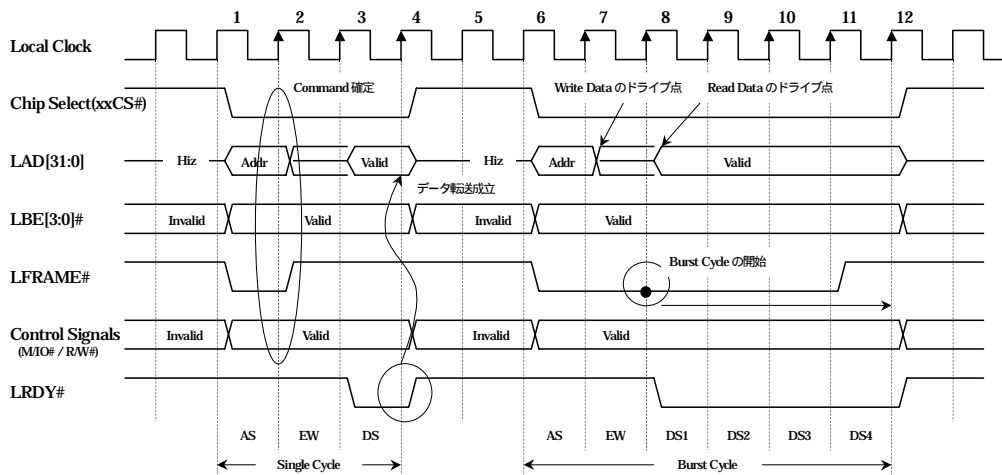 1 2 3 4 5 6 7 8 9 10 11 12
Local Clock
Command 確定
Write Data のドライブ点
Read Data のドライブ点
Chip Select(xxCS#)
LAD[31:0]
Hiz
Addr
Valid
Hiz
Addr
Valid
データ転送成立
LBE[3:0]#
Invalid
Valid
Invalid
Valid
Burst Cycle の開始
LFRAME#
Control Signals
(M/IO# / R/W#)
Invalid
Valid
Invalid
Valid
LRDY#
AS EW DS AS EW DS1 DS2 DS3 DS4
Single Cycle
Burst Cycle